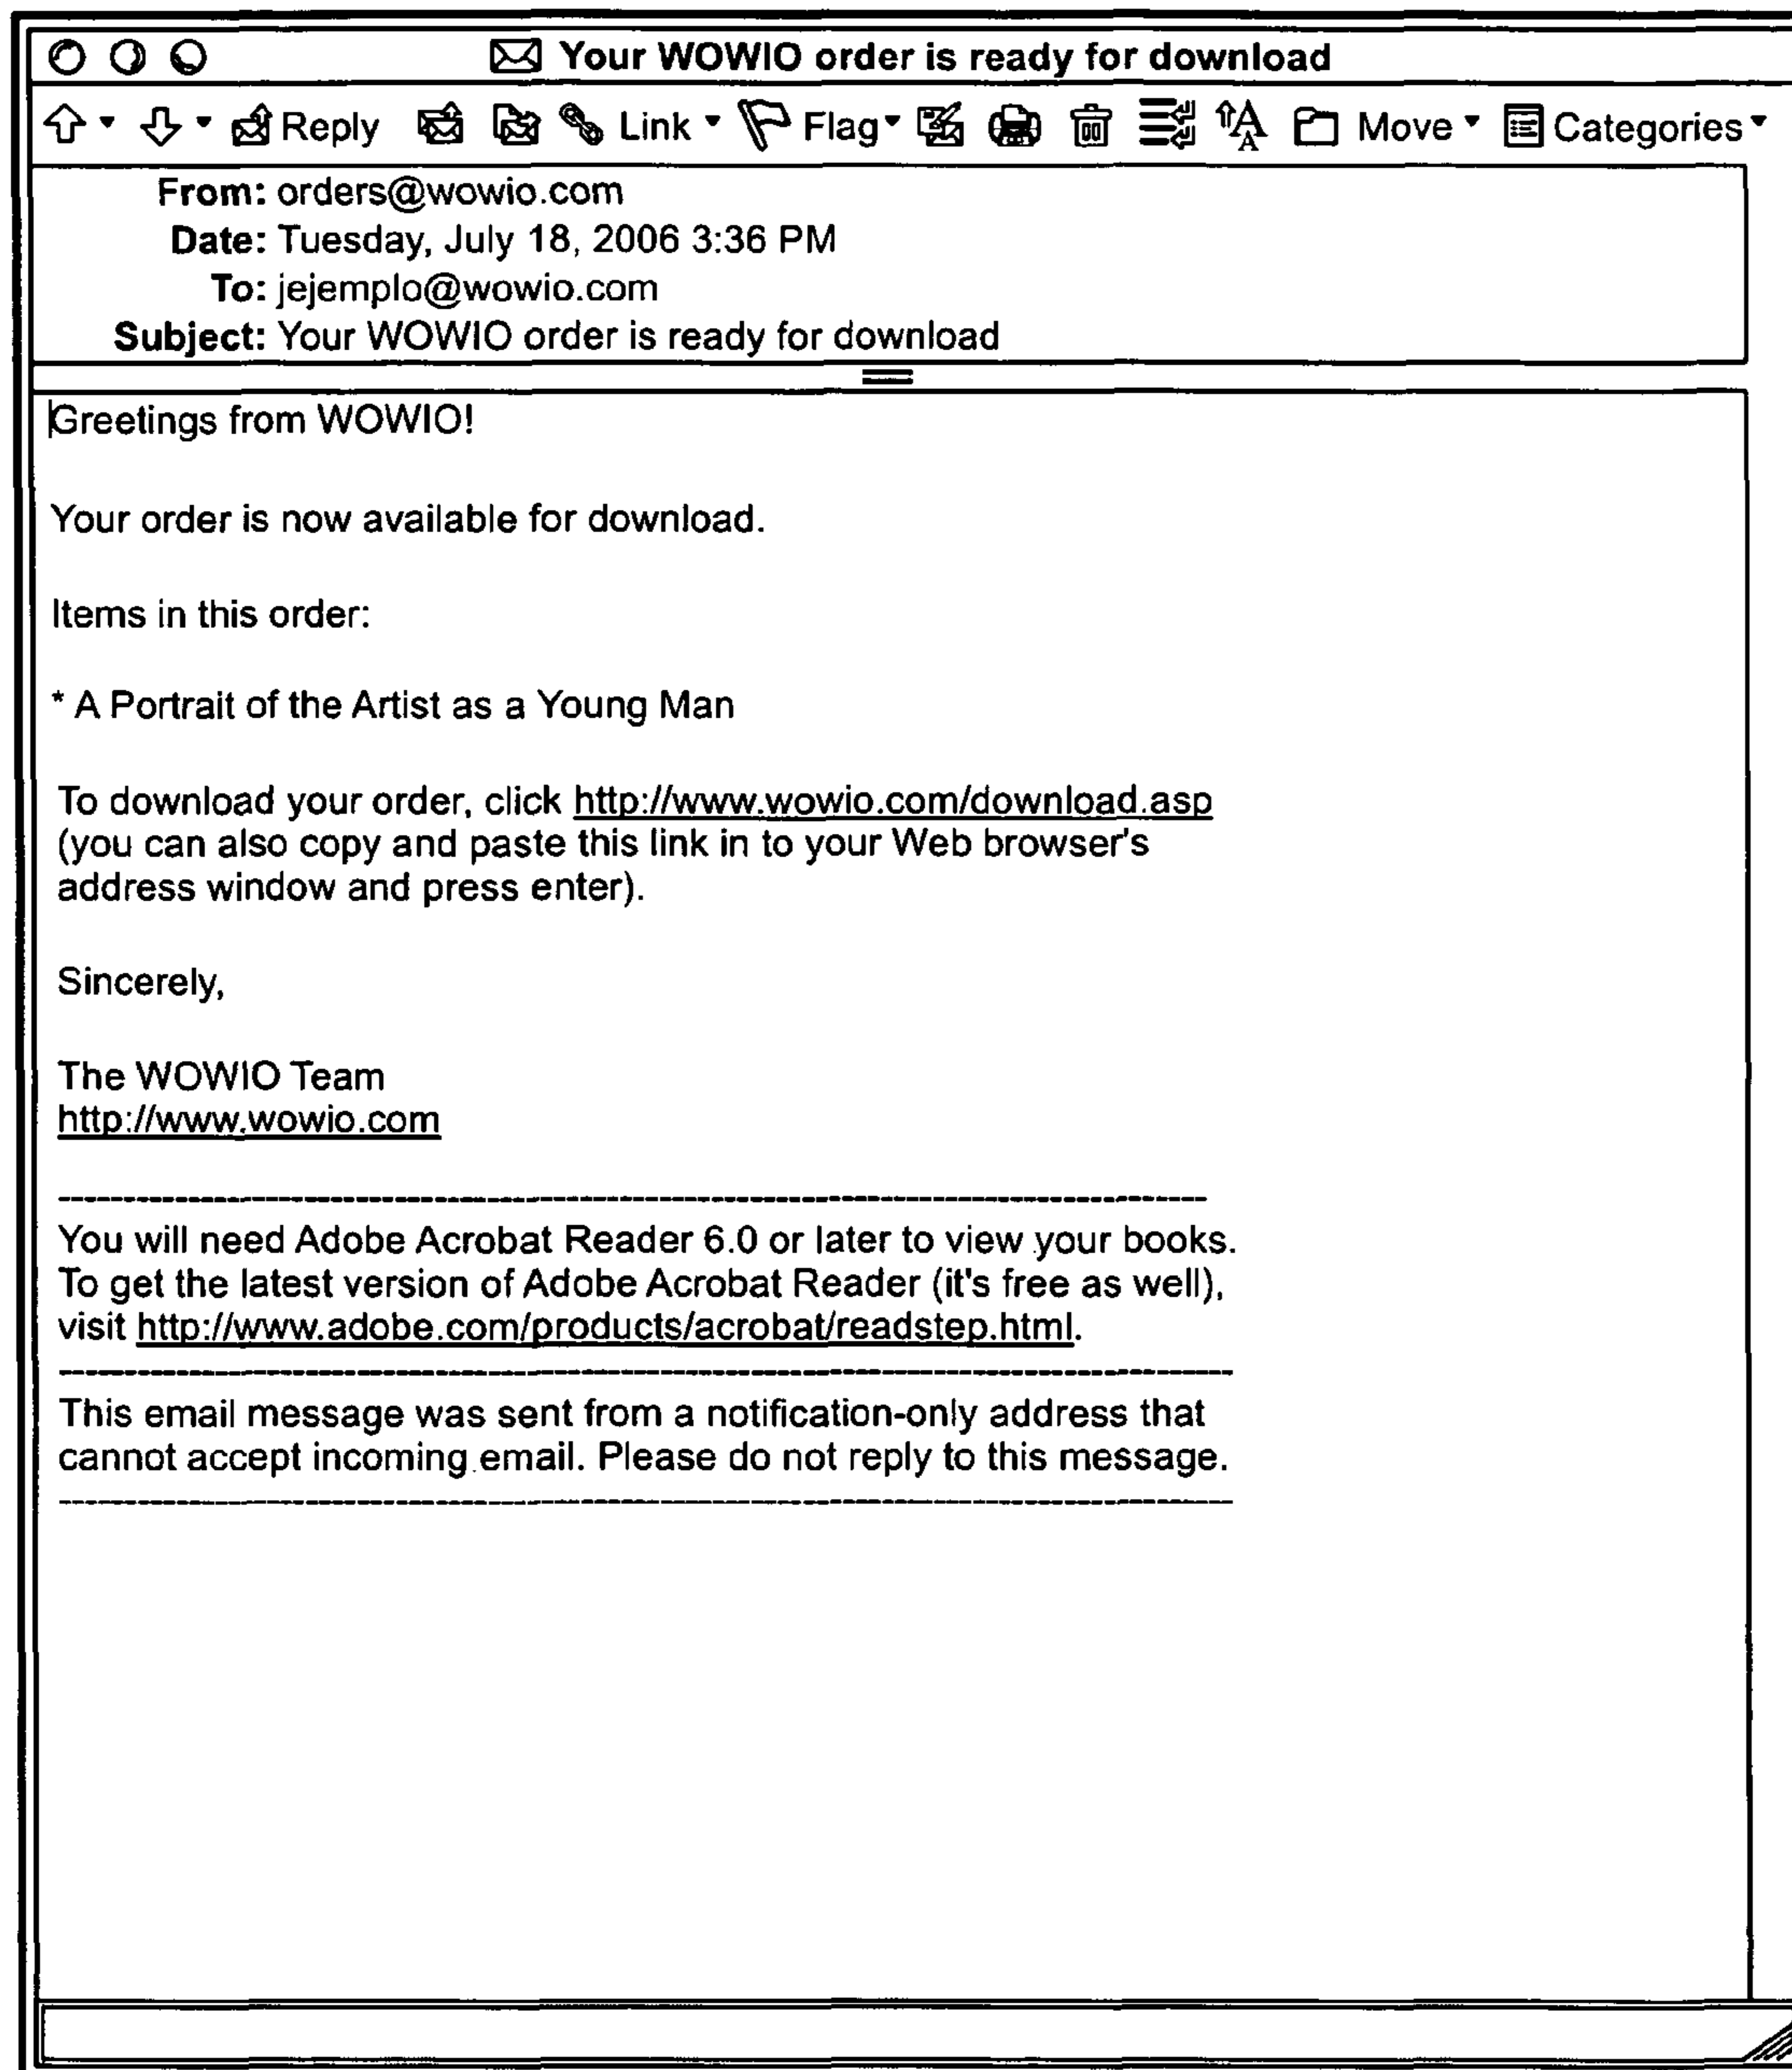 Your WOWIO order is ready for download
Reply Link Flag Move Categories
From: orders@wowio.com
Date: Tuesday, July 18, 2006 3:36 PM
To: jejemplo@wowio.com
Subject: Your WOWIO order is ready for download
Greetings from WOWIO!
Your order is now available for download.
Items in this order:
* A Portrait of the Artist as a Young Man
To download your order, click http://www.wowio.com/download.asp
(you can also copy and paste this link in to your Web browser's
address window and press enter).
Sincerely,
The WOWIO Team
http://www.wowio.com
You will need Adobe Acrobat Reader 6.0 or later to view your books.
To get the latest version of Adobe Acrobat Reader (it's free as well),
visit http://www.adobe.com/products/acrobat/readstep.html.
This email message was sent from a notification-only address that
cannot accept incoming email. Please do not reply to this message.